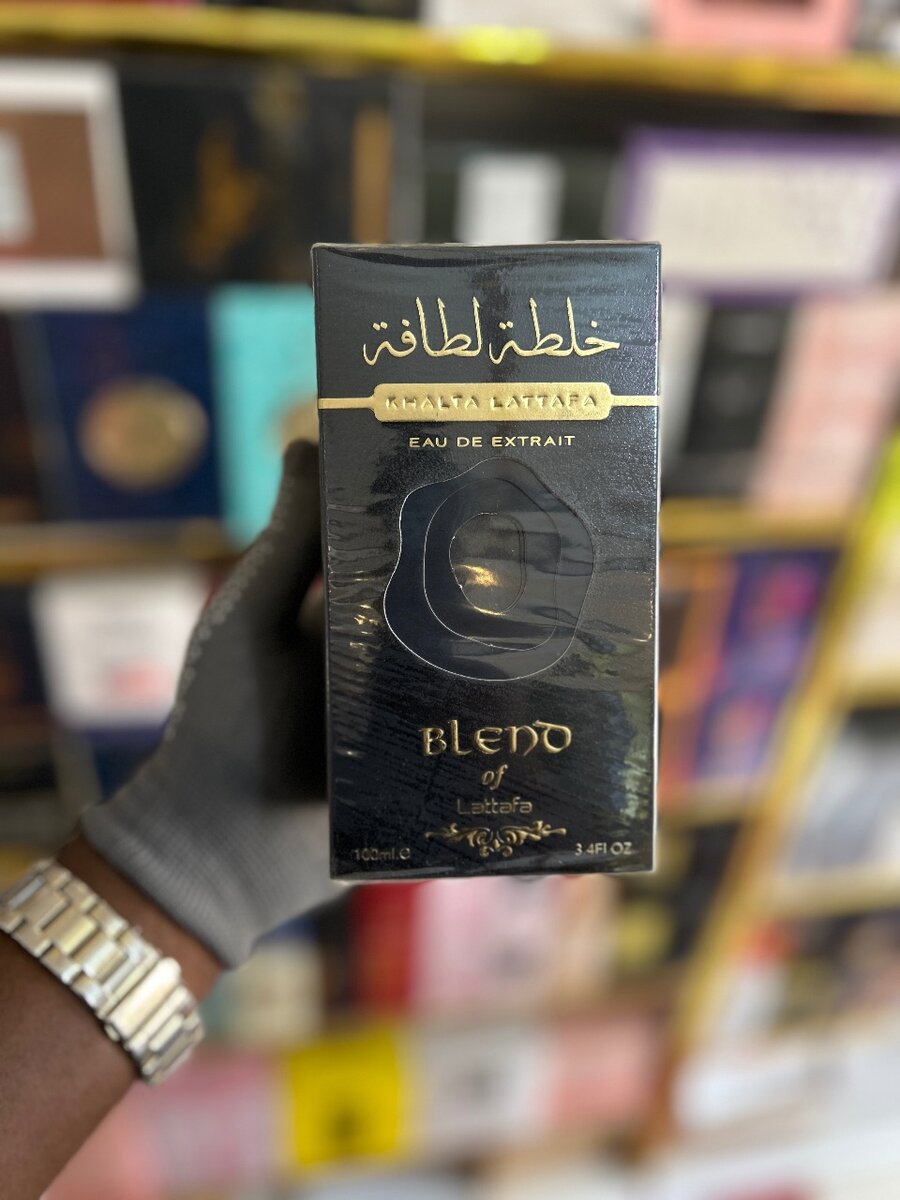 خلطة لطافة
KHALTA LATTAFA
EAU DE EXTRAIT
BLEND
of
Lattafa
100ml.℮ 3.4Fl OZ